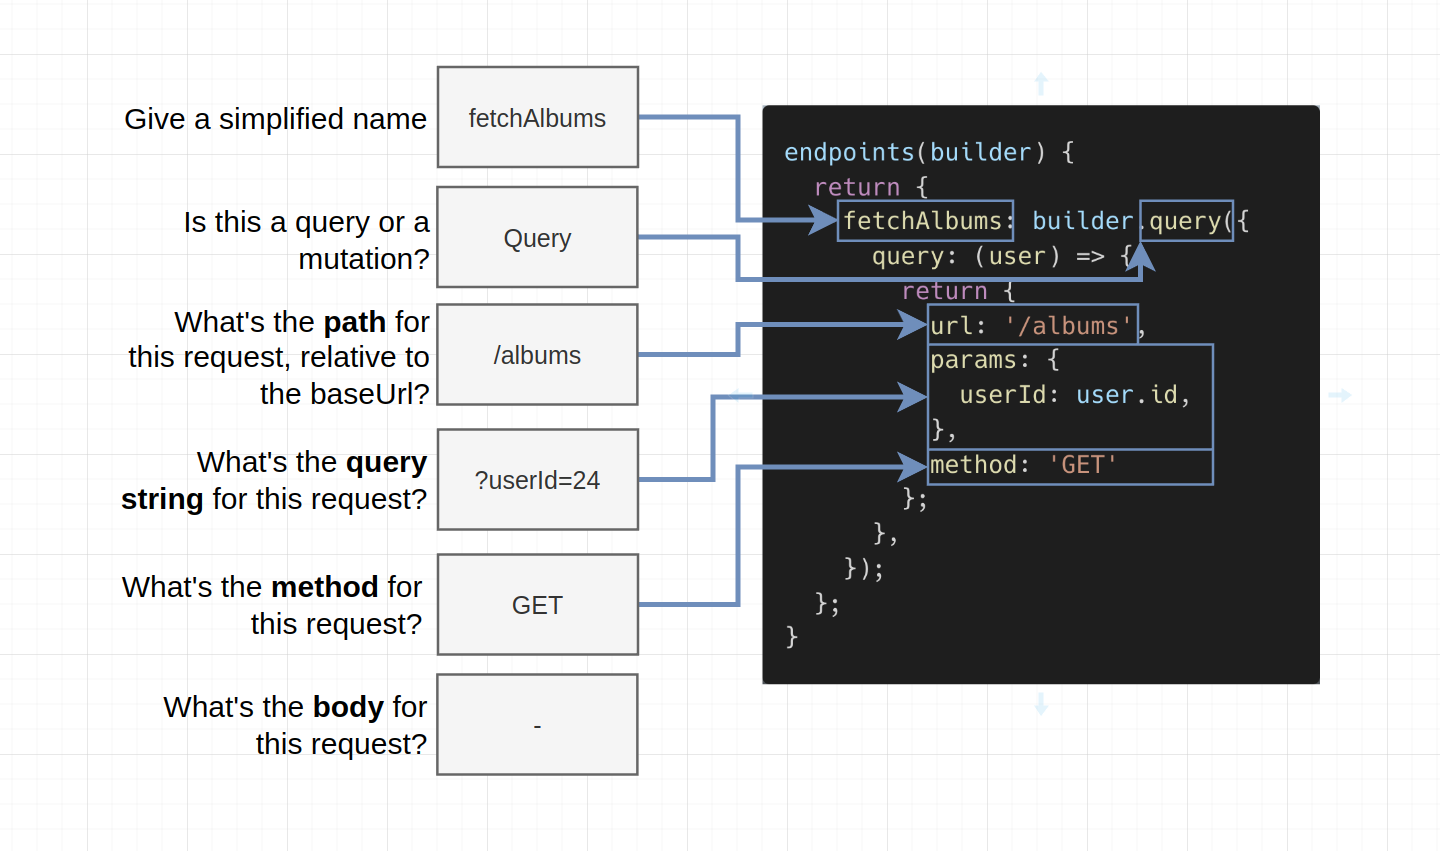 Give a simplified name
fetchAlbums
Is this a query or a
mutation?
Query
What's the path for
this request, relative to
the baseUrl?
/albums
What's the query
string for this request?
?userId=24
What's the method for
this request?
GET
What's the body for
this request?
-
endpoints(builder) {
return {
fetchAlbums: builder.query({
query: (user) => {
return {
url: '/albums',
params: {
userId: user.id,
},
method: 'GET'
};
},
});
};
}